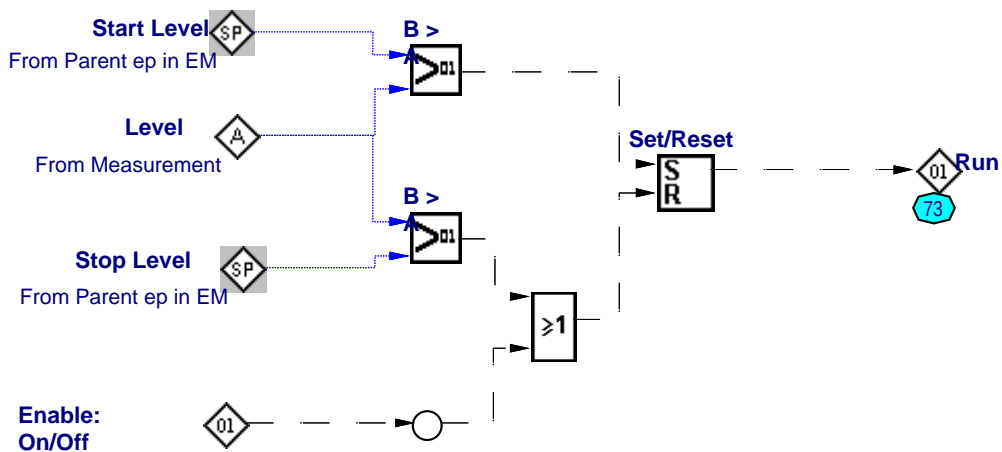 Start Level
SP
From Parent ep in EM
B >
A
01
Level
A
From Measurement
Set/Reset
S
R
01
Run
73
B >
A
01
Stop Level
SP
From Parent ep in EM
≥1
Enable:
On/Off
01